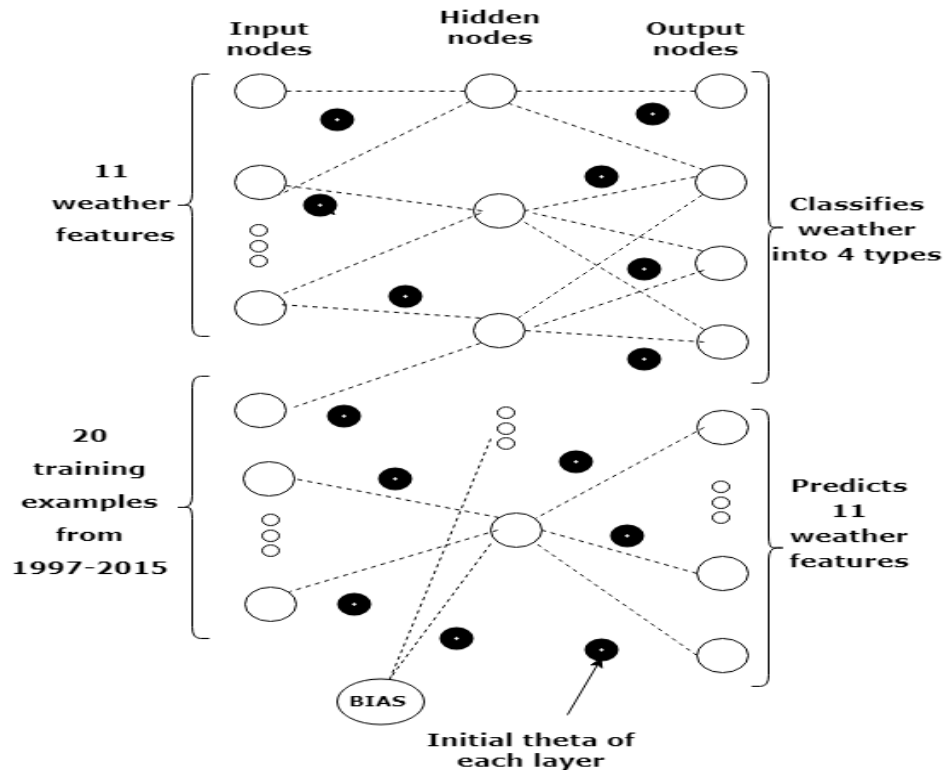 Input
nodes
Hidden
nodes
Output
nodes
11
weather
features
Classifies
weather
into 4 types
20
training
examples
from
1997-2015
Predicts
11
weather
features
BIAS
Initial theta of
each layer